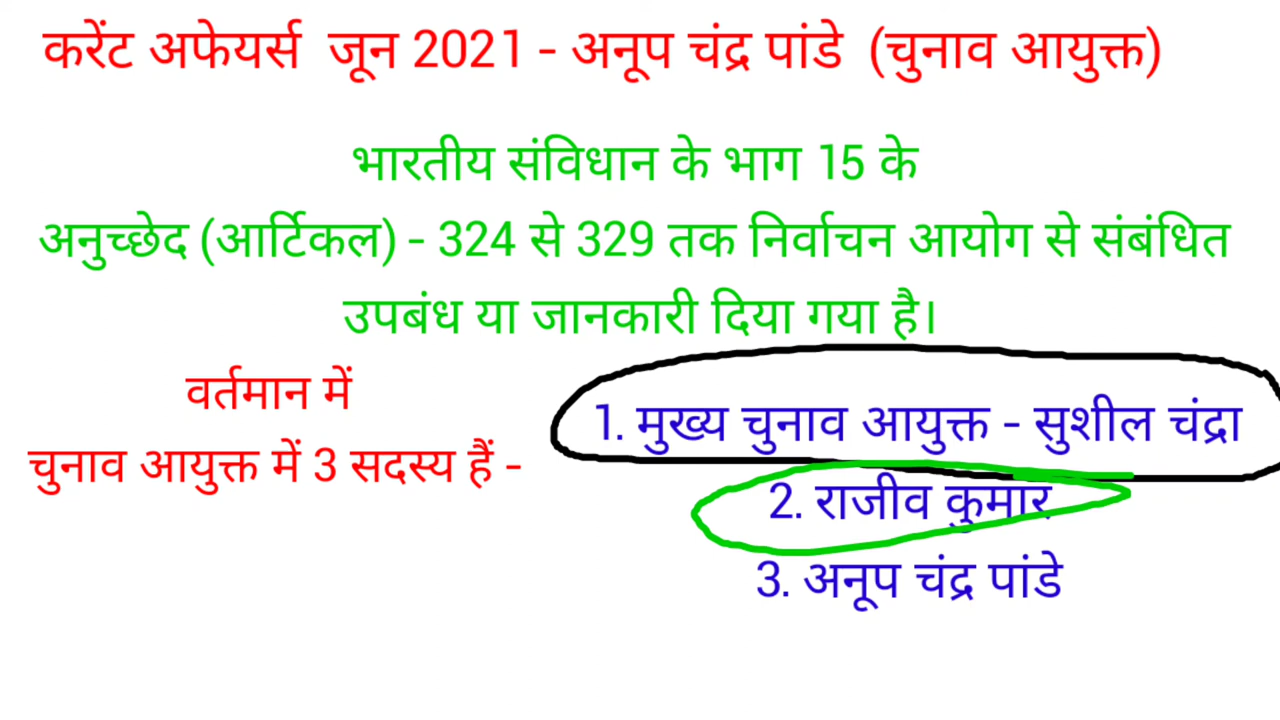 करेंट अफेयर्स जून 2021 - अनूप चंद्र पांडे (चुनाव आयुक्त)
भारतीय संविधान के भाग 15 के
अनुच्छेद (आर्टिकल) - 324 से 329 तक निर्वाचन आयोग से संबंधित
उपबंध या जानकारी दिया गया है।
वर्तमान में
चुनाव आयुक्त में 3 सदस्य हैं -
1. मुख्य चुनाव आयुक्त - सुशील चंद्रा
2. राजीव कुमार
3. अनूप चंद्र पांडे